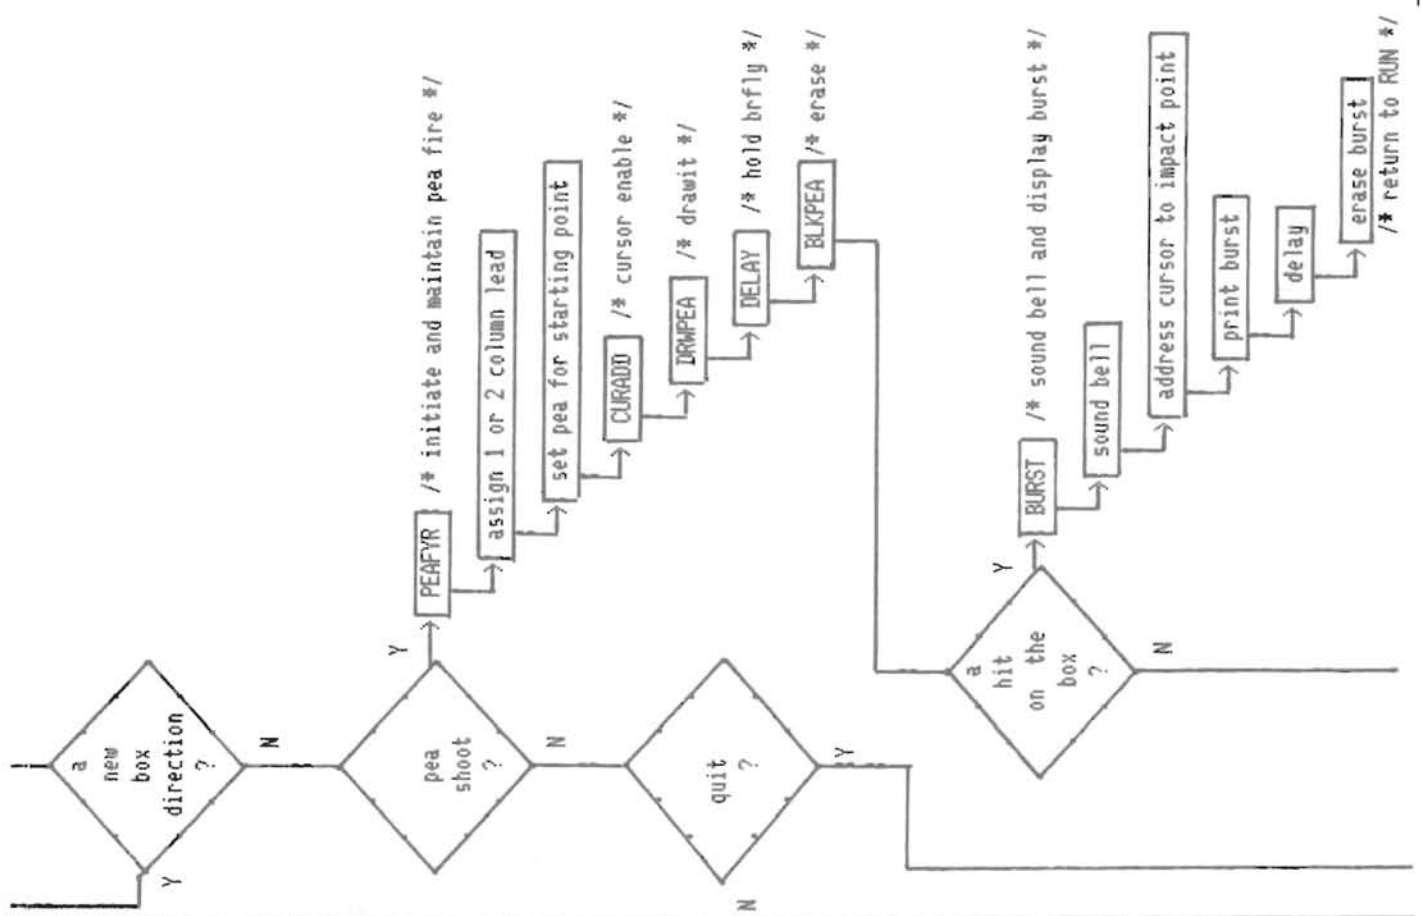 a
new
box
direction
?
Y
N
pea
shoot
?
Y
N
PEAFYR /* initiate and maintain pea fire */
assign 1 or 2 column lead
set pea for starting point
CURADD /* cursor enable */
DRWPEA /* drawit */
DELAY /* hold brfly */
BLKPEA /* erase */
quit
?
N
Y
a
hit
on the
box
?
Y
N
BURST /* sound bell and display burst */
sound bell
address cursor to impact point
print burst
delay
erase burst
/* return to RUN */